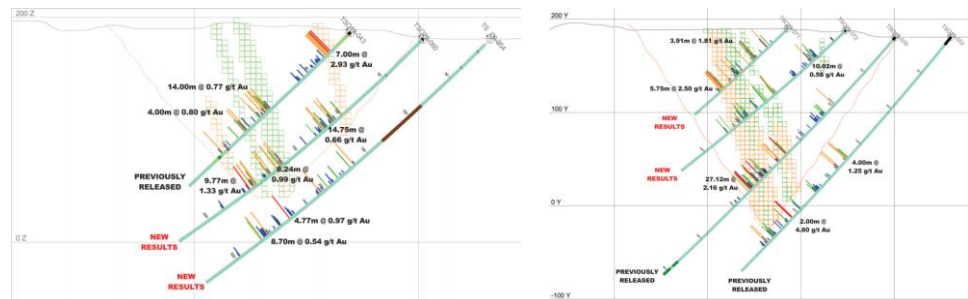 200 Z
7.00m @
2.93 g/t Au
14.00m @ 0.77 g/t Au
4.00m @ 0.80 g/t Au
14.75m @
0.66 g/t Au
8.24m @
0.99 g/t Au
PREVIOUSLY
RELEASED
9.77m @
1.33 g/t Au
4.77m @ 0.97 g/t Au
NEW
RESULTS
0 Z
8.70m @ 0.54 g/t Au
NEW
RESULTS
200 Y
3.91m @ 1.81 g/t Au
10.02m @
0.58 g/t Au
5.75m @ 2.50 g/t Au
100 Y
NEW
RESULTS
NEW
RESULTS
4.00m @
1.25 g/t Au
27.12m @
2.16 g/t Au
0 Y
2.00m @
4.80 g/t Au
PREVIOUSLY
RELEASED
PREVIOUSLY
RELEASED
-100 Y